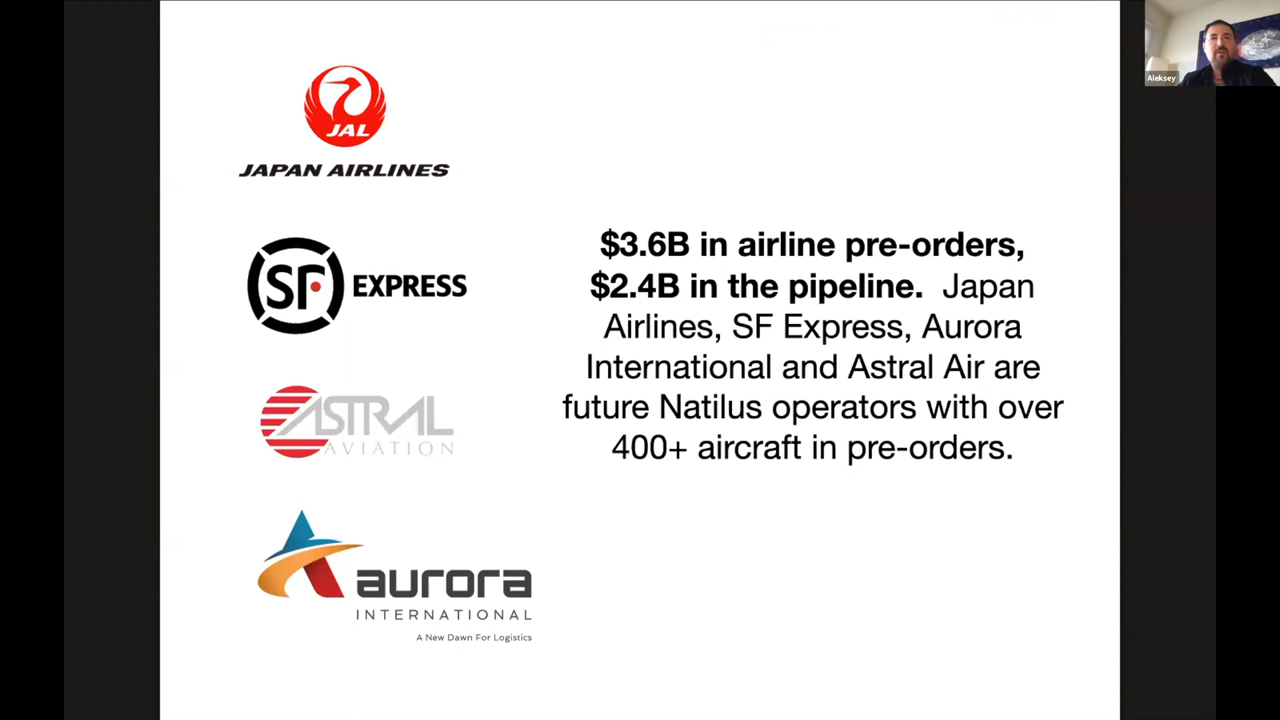 JAL
JAPAN AIRLINES
SF EXPRESS
ASTRAL
AVIATION
aurora
INTERNATIONAL
A New Dawn For Logistics
$3.6B in airline pre-orders,
$2.4B in the pipeline. Japan
Airlines, SF Express, Aurora
International and Astral Air are
future Natilus operators with over
400+ aircraft in pre-orders.
Aleksey